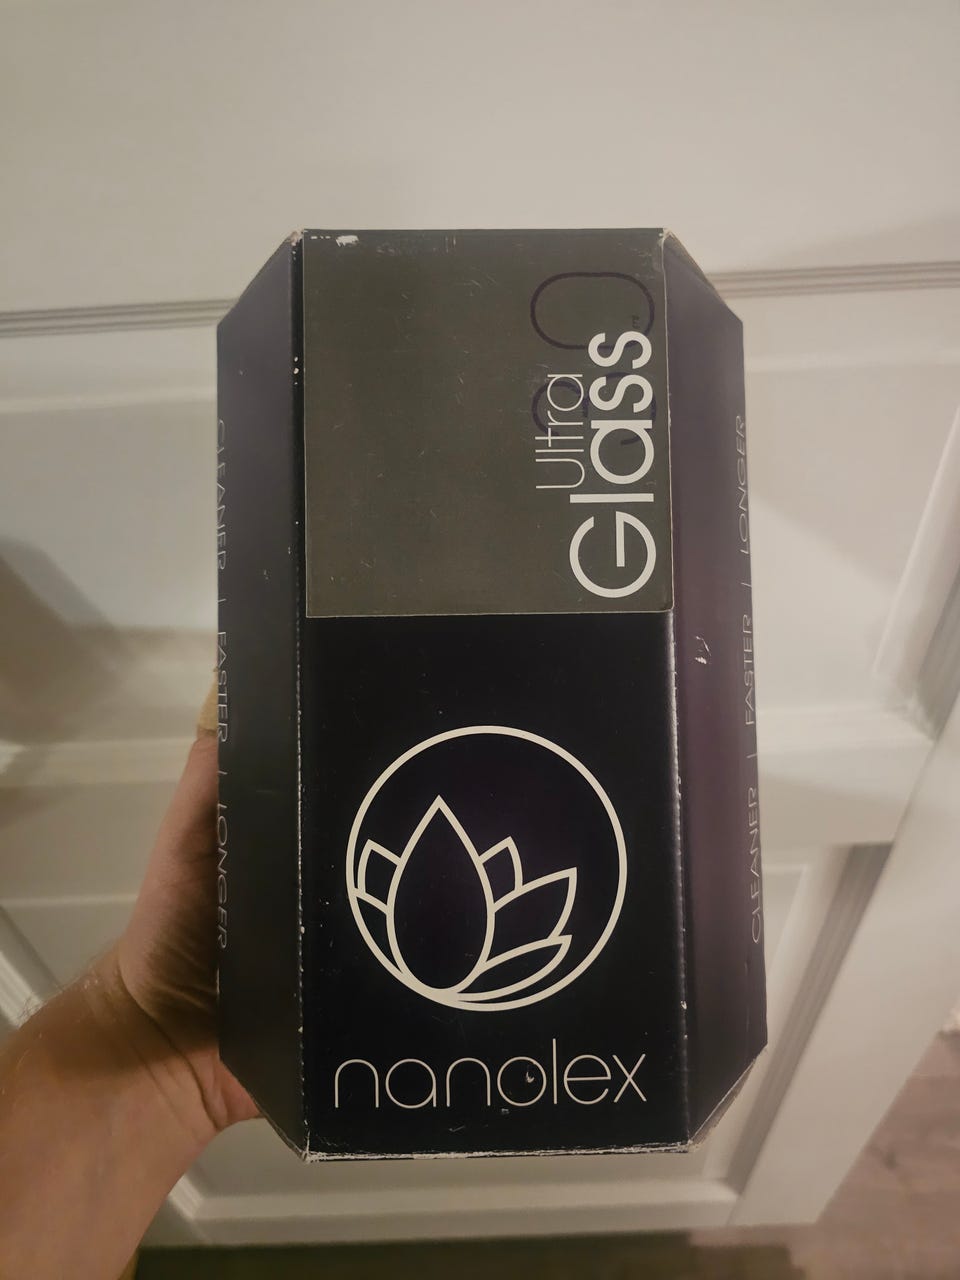 Ultra
Glass
nanolex
CLEANER | FASTER | LONGER
CLEANER | FASTER | LONGER